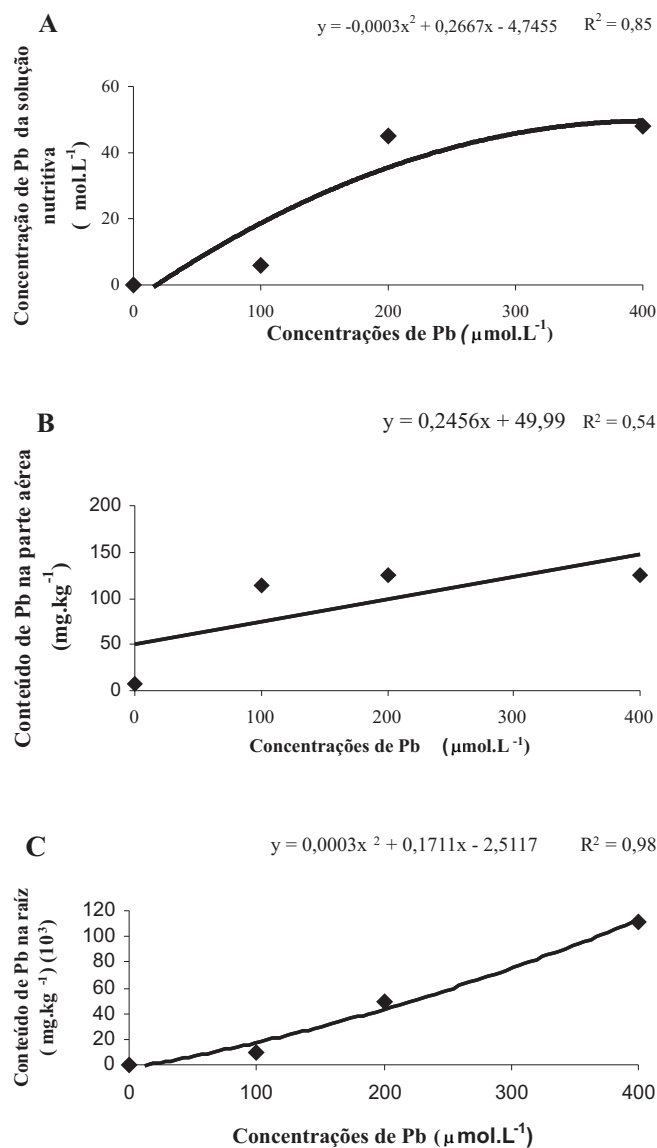 A
y = -0,0003x² + 0,2667x - 4,7455 R² = 0,85
Concentração de Pb da solução
nutritiva
( mol.L⁻¹)
60
40
20
0
0 100 200 300 400
Concentrações de Pb (μmol.L⁻¹)
B
y = 0,2456x + 49,99 R² = 0,54
Conteúdo de Pb na parte aérea
(mg.kg⁻¹)
200
150
100
50
0
0 100 200 300 400
Concentrações de Pb (μmol.L⁻¹)
C
y = 0,0003x ² + 0,1711x - 2,5117 R² = 0,98
Conteúdo de Pb na raíz
( mg.kg⁻¹) (10³)
120
100
80
60
40
20
0
0 100 200 300 400
Concentrações de Pb (μmol.L⁻¹)